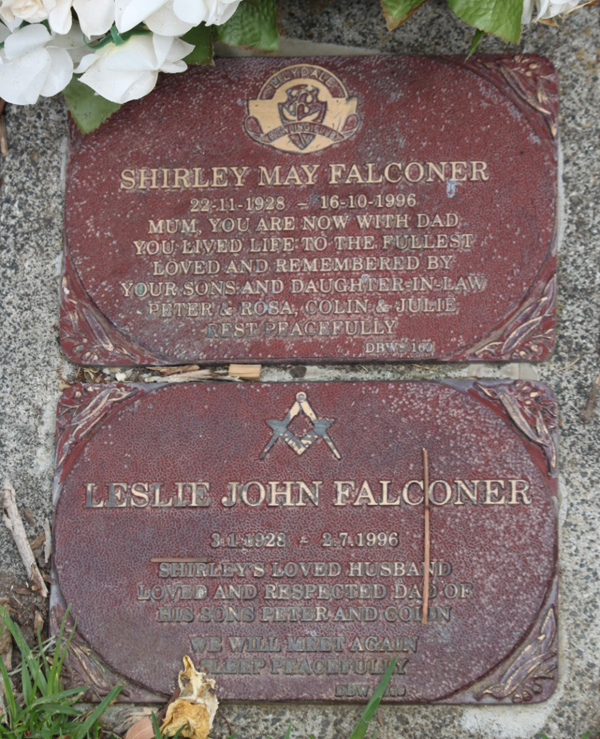 LILYDALE
SHIRLEY MAY FALCONER
22-11-1928 - 16-10-1996
MUM, YOU ARE NOW WITH DAD
YOU LIVED LIFE TO THE FULLEST
LOVED AND REMEMBERED BY
YOUR SONS AND DAUGHTER-IN-LAW
PETER & ROSA, COLIN & JULIE
REST PEACEFULLY
LESLIE JOHN FALCONER
3.1.1928 - 2.7.1996
SHIRLEY'S LOVED HUSBAND
LOVED AND RESPECTED DAD OF
HIS SONS PETER AND COLIN
WE WILL MEET AGAIN
SLEEP PEACEFULLY